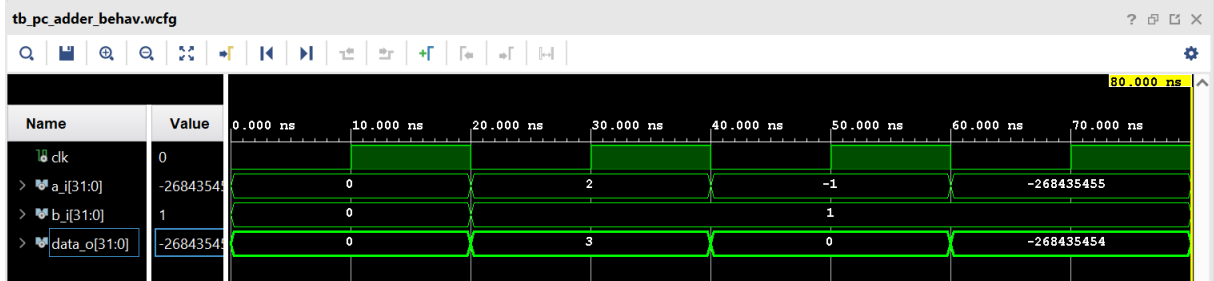 tb_pc_adder_behav.wcfg
80.000 ns
Name Value 0.000 ns 10.000 ns 20.000 ns 30.000 ns 40.000 ns 50.000 ns 60.000 ns 70.000 ns
clk 0
a_i[31:0] -26843545 0 2 -1 -268435455
b_i[31:0] 1 0 1
data_o[31:0] -26843545 0 3 0 -268435454